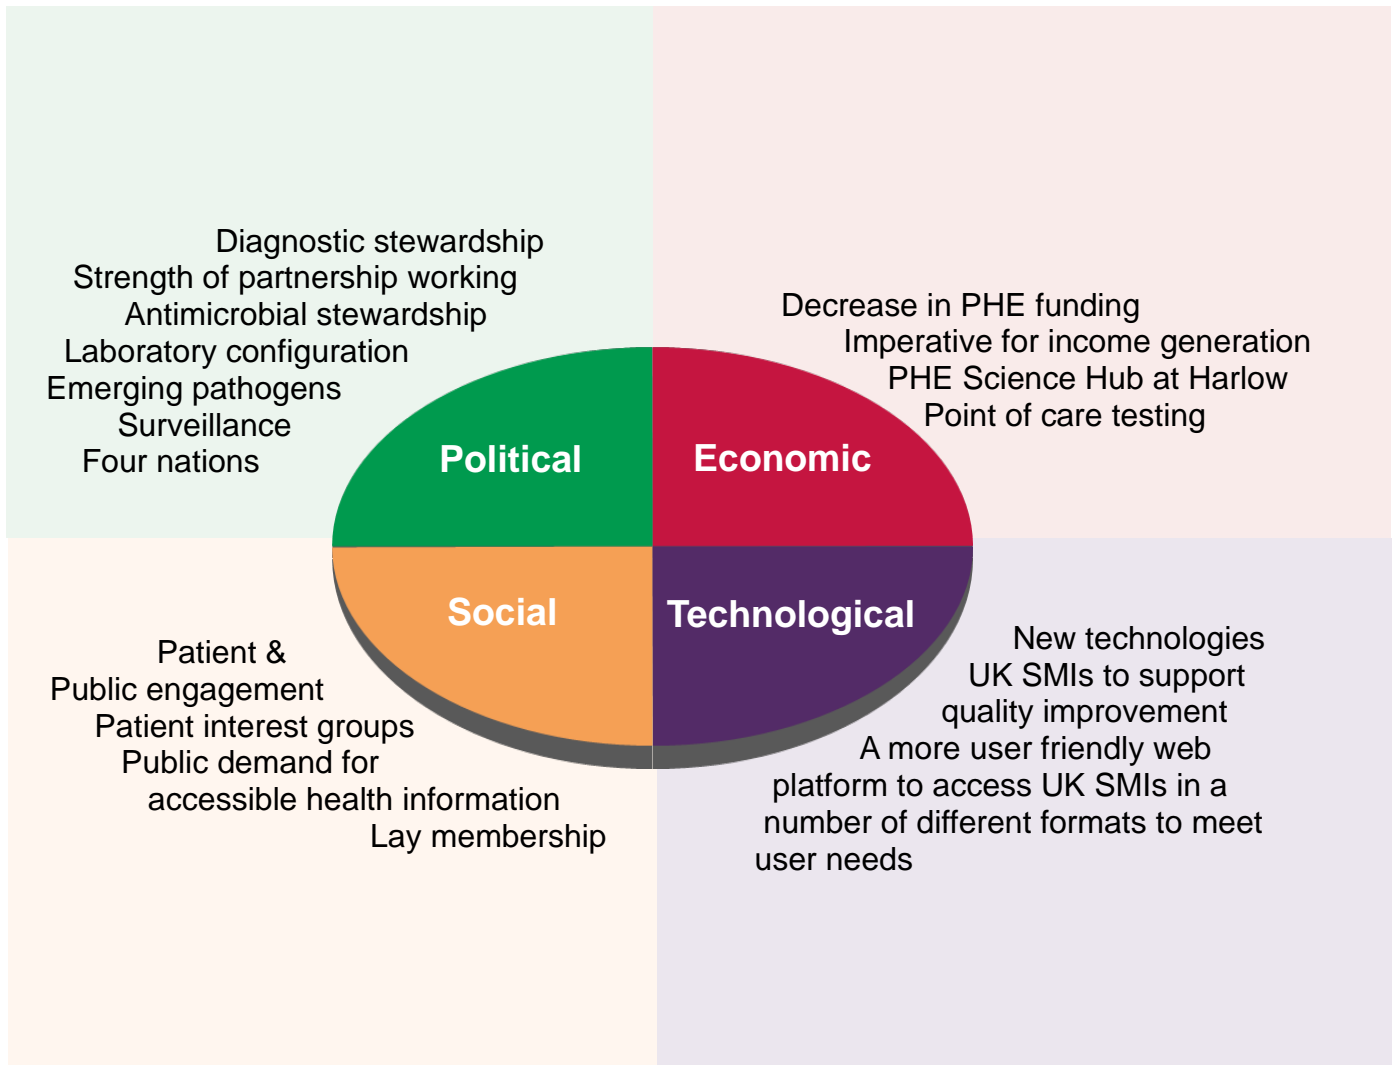 Diagnostic stewardship
Strength of partnership working
Antimicrobial stewardship
Laboratory configuration
Emerging pathogens
Surveillance
Four nations
Political
Decrease in PHE funding
Imperative for income generation
PHE Science Hub at Harlow
Point of care testing
Economic
Social
Patient &
Public engagement
Patient interest groups
Public demand for
accessible health information
Lay membership
Technological
New technologies
UK SMIs to support
quality improvement
A more user friendly web
platform to access UK SMIs in a
number of different formats to meet
user needs